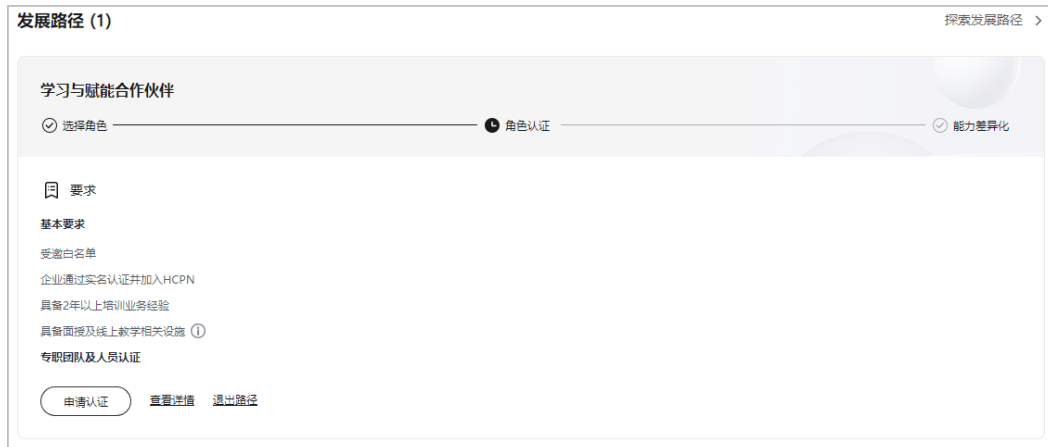 发展路径 (1)
探索发展路径
学习与赋能合作伙伴
选择角色
角色认证
能力差异化
要求
基本要求
受邀白名单
企业通过实名认证并加入HCPN
具备2年以上培训业务经验
具备面授及线上教学相关设施
专职团队及人员认证
申请认证 查看详情 退出路径